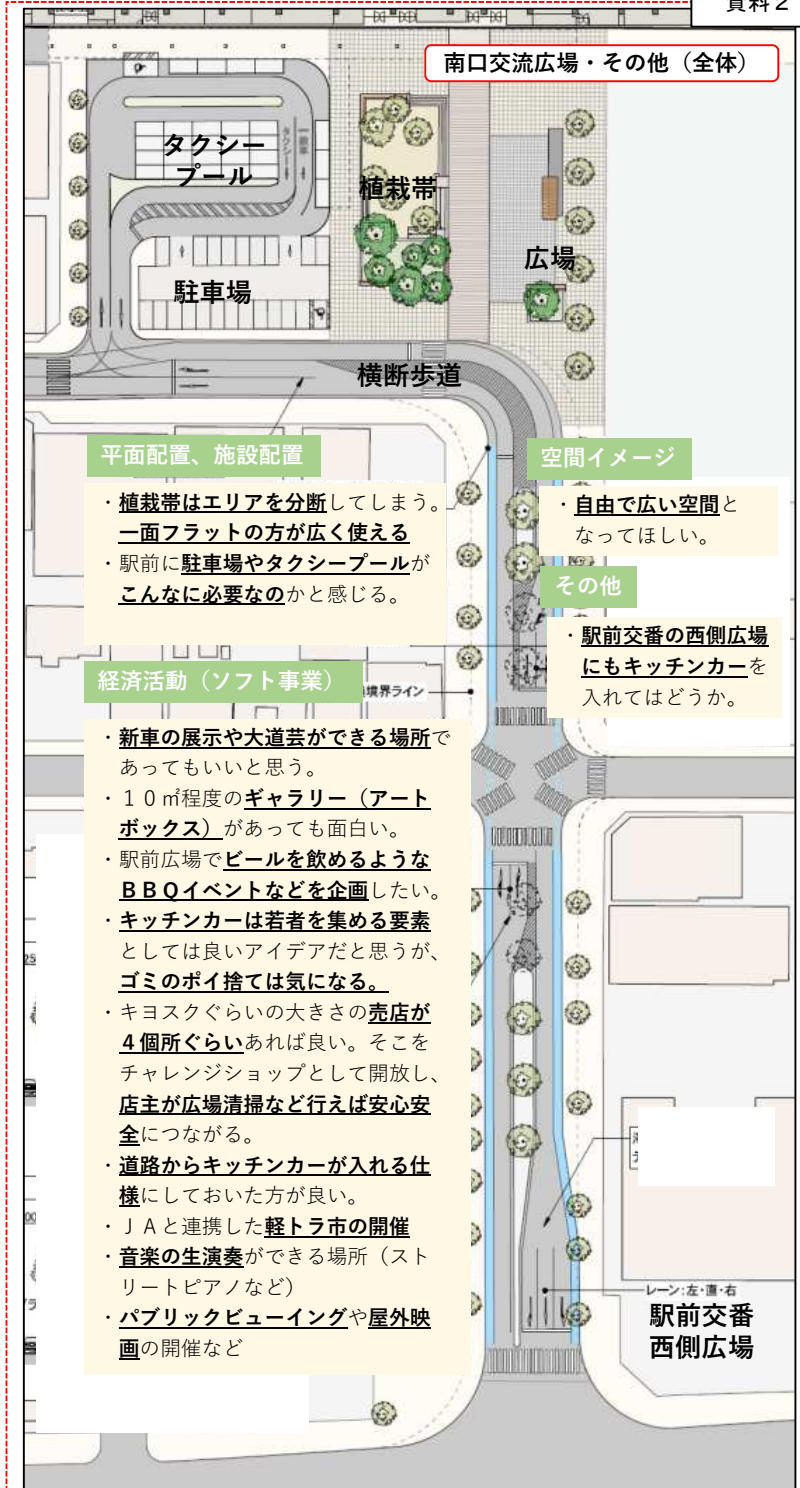 資料2
南口交流広場・その他（全体）
タクシー
プール
植栽帯
広場
駐車場
横断歩道
平面配置、施設配置
・植栽帯はエリアを分断してしまう。
一面フラットの方が広く使える
・駅前に駐車場やタクシープールが
こんなに必要なのかと感じる。
空間イメージ
・自由で広い空間と
なってほしい。
その他
・駅前交番の西側広場
にもキッチンカーを
入れてはどうか。
経済活動（ソフト事業）
境界ライン
・新車の展示や大道芸ができる場所で
あってもいいと思う。
・１０㎡程度のギャラリー（アート
ボックス）があっても面白い。
・駅前広場でビールを飲めるような
ＢＢＱイベントなどを企画したい。
・キッチンカーは若者を集める要素
としては良いアイデアだと思うが、
ゴミのポイ捨ては気になる。
・キヨスクぐらいの大きさの売店が
４個所ぐらいあれば良い。そこを
チャレンジショップとして開放し、
店主が広場清掃など行えば安心安
全につながる。
・道路からキッチンカーが入れる仕
様にしておいた方が良い。
・ＪＡと連携した軽トラ市の開催
・音楽の生演奏ができる場所（スト
リートピアノなど）
・パブリックビューイングや屋外映
画の開催など
レーン:左・直・右
駅前交番
西側広場